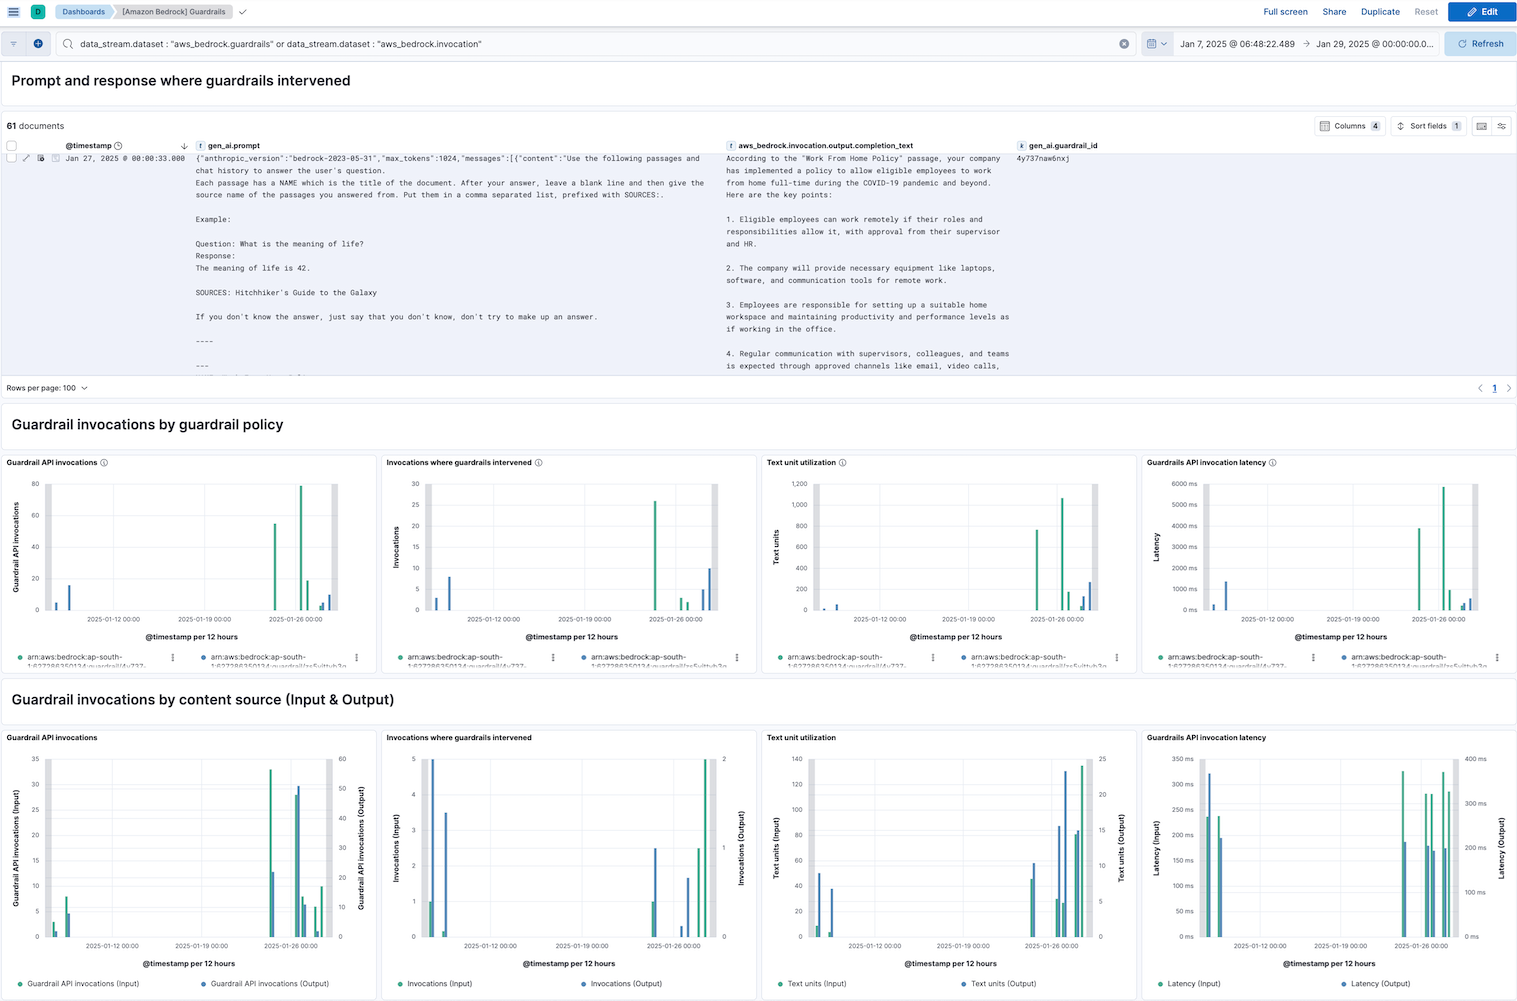 D
Dashboards
[Amazon Bedrock] Guardrails
Full screen
Share
Duplicate
Reset
Edit
data_stream.dataset : "aws_bedrock.guardrails" or data_stream.dataset : "aws_bedrock.invocation"
Jan 7, 2025 @ 06:48:22.489
Jan 29, 2025 @ 00:00:00.0...
Refresh
Prompt and response where guardrails intervened
61 documents
Columns 4
Sort fields 1
@timestamp
gen_ai.prompt
aws_bedrock.invocation.output.completion_text
gen_ai.guardrail_id
Jan 27, 2025 @ 00:00:33.000
{"anthropic_version":"bedrock-2023-05-31","max_tokens":1024,"messages":[{"content":"Use the following passages and
chat history to answer the user's question.
Each passage has a NAME which is the title of the document. After your answer, leave a blank line and then give the
source name of the passages you answered from. Put them in a comma separated list, prefixed with SOURCES:.
Example:
Question: What is the meaning of life?
Response:
The meaning of life is 42.
SOURCES: Hitchhiker's Guide to the Galaxy
If you don't know the answer, just say that you don't know, don't try to make up an answer.
----
---
According to the "Work From Home Policy" passage, your company
has implemented a policy to allow eligible employees to work
from home full-time during the COVID-19 pandemic and beyond.
Here are the key points:
1. Eligible employees can work remotely if their roles and
responsibilities allow it, with approval from their supervisor
and HR.
2. The company will provide necessary equipment like laptops,
software, and communication tools for remote work.
3. Employees are responsible for setting up a suitable home
workspace and maintaining productivity and performance levels as
if working in the office.
4. Regular communication with supervisors, colleagues, and teams
is expected through approved channels like email, video calls,
4y737naw6nxj
Rows per page: 100
1
Guardrail invocations by guardrail policy
Guardrail API invocations
80
60
40
20
0
Guardrail API invocations
2025-01-12 00:00
2025-01-19 00:00
2025-01-26 00:00
@timestamp per 12 hours
arn:aws:bedrock:ap-south-
1:627286350134:guardrail/4y737-
arn:aws:bedrock:ap-south-
Invocations where guardrails intervened
30
25
20
15
10
5
0
Invocations
2025-01-12 00:00
2025-01-19 00:00
2025-01-26 00:00
@timestamp per 12 hours
arn:aws:bedrock:ap-south-
1:627286350134:guardrail/4y737-
arn:aws:bedrock:ap-south-
Text unit utilization
1,200
1,000
800
600
400
200
0
Text units
2025-01-12 00:00
2025-01-19 00:00
2025-01-26 00:00
@timestamp per 12 hours
arn:aws:bedrock:ap-south-
1:627286350134:guardrail/4y737-
arn:aws:bedrock:ap-south-
Guardrails API invocation latency
6000 ms
5000 ms
4000 ms
3000 ms
2000 ms
1000 ms
0 ms
Latency
2025-01-12 00:00
2025-01-19 00:00
2025-01-26 00:00
@timestamp per 12 hours
arn:aws:bedrock:ap-south-
1:627286350134:guardrail/4y737-
arn:aws:bedrock:ap-south-
Guardrail invocations by content source (Input & Output)
Guardrail API invocations
35
30
25
20
15
10
5
0
Guardrail API invocations (Input)
60
50
40
30
20
10
0
Guardrail API invocations (Output)
2025-01-12 00:00
2025-01-19 00:00
2025-01-26 00:00
@timestamp per 12 hours
Guardrail API invocations (Input)
Guardrail API invocations (Output)
Invocations where guardrails intervened
5
4
3
2
1
0
Invocations (Input)
2
1
0
Invocations (Output)
2025-01-12 00:00
2025-01-19 00:00
2025-01-26 00:00
@timestamp per 12 hours
Invocations (Input)
Invocations (Output)
Text unit utilization
140
120
100
80
60
40
20
0
Text units (Input)
25
20
15
10
5
0
Text units (Output)
2025-01-12 00:00
2025-01-19 00:00
2025-01-26 00:00
@timestamp per 12 hours
Text units (Input)
Text units (Output)
Guardrails API invocation latency
350 ms
300 ms
250 ms
200 ms
150 ms
100 ms
50 ms
0 ms
Latency (Input)
400 ms
300 ms
200 ms
100 ms
0 ms
Latency (Output)
2025-01-12 00:00
2025-01-19 00:00
2025-01-26 00:00
@timestamp per 12 hours
Latency (Input)
Latency (Output)